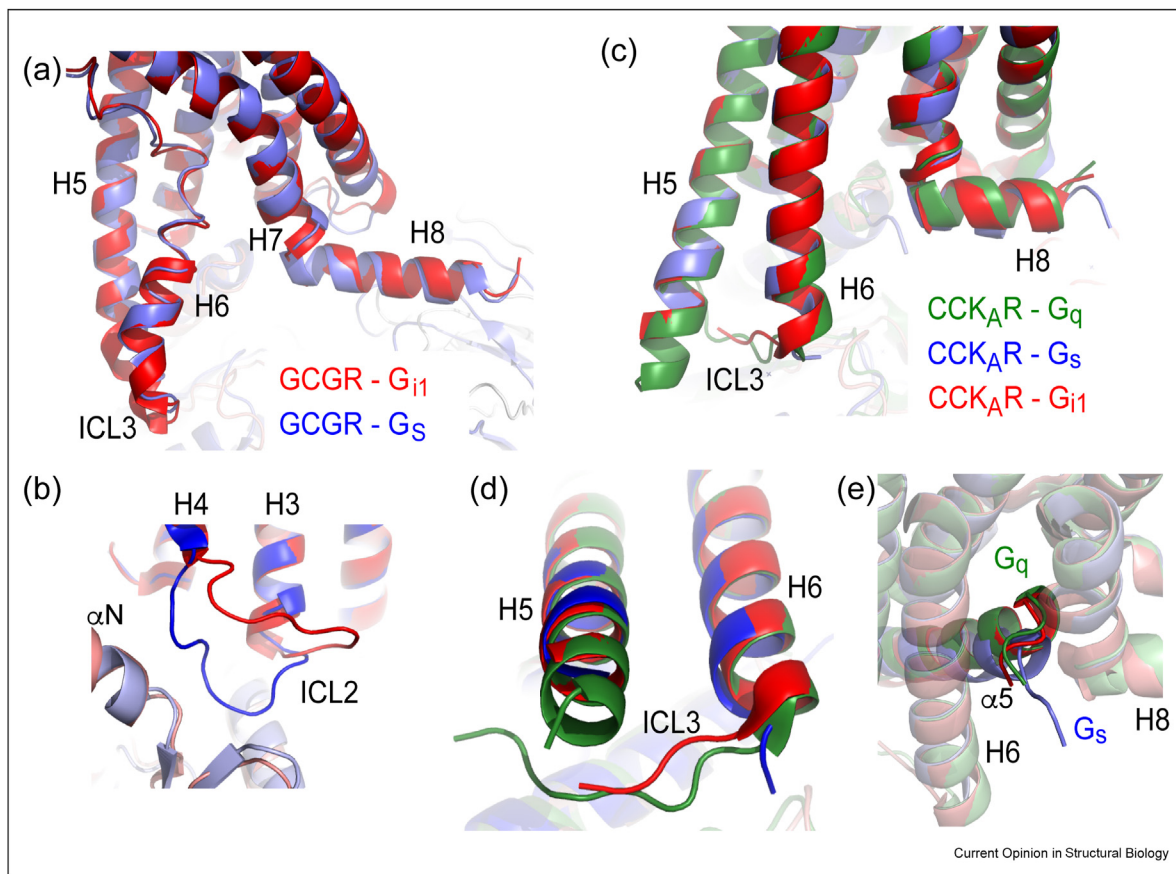 (a)
H5
H7
H8
H6
GCGR - Gi1
GCGR - GS
ICL3
(b)
H4
H3
αN
ICL2
(c)
H5
H6
H8
ICL3
CCKAR - Gq
CCKAR - Gs
CCKAR - Gi1
(d)
H5
H6
ICL3
(e)
Gq
α5
Gs
H6
H8
Current Opinion in Structural Biology